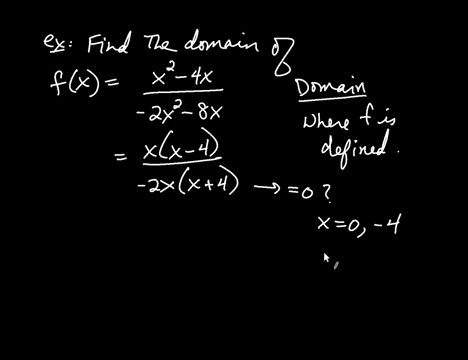 ex: Find The domain of
f(x) = x² - 4x / -2x² - 8x
= x(x-4) / -2x(x+4) → = 0 ?
x = 0, -4
Domain
Where f is
defined.